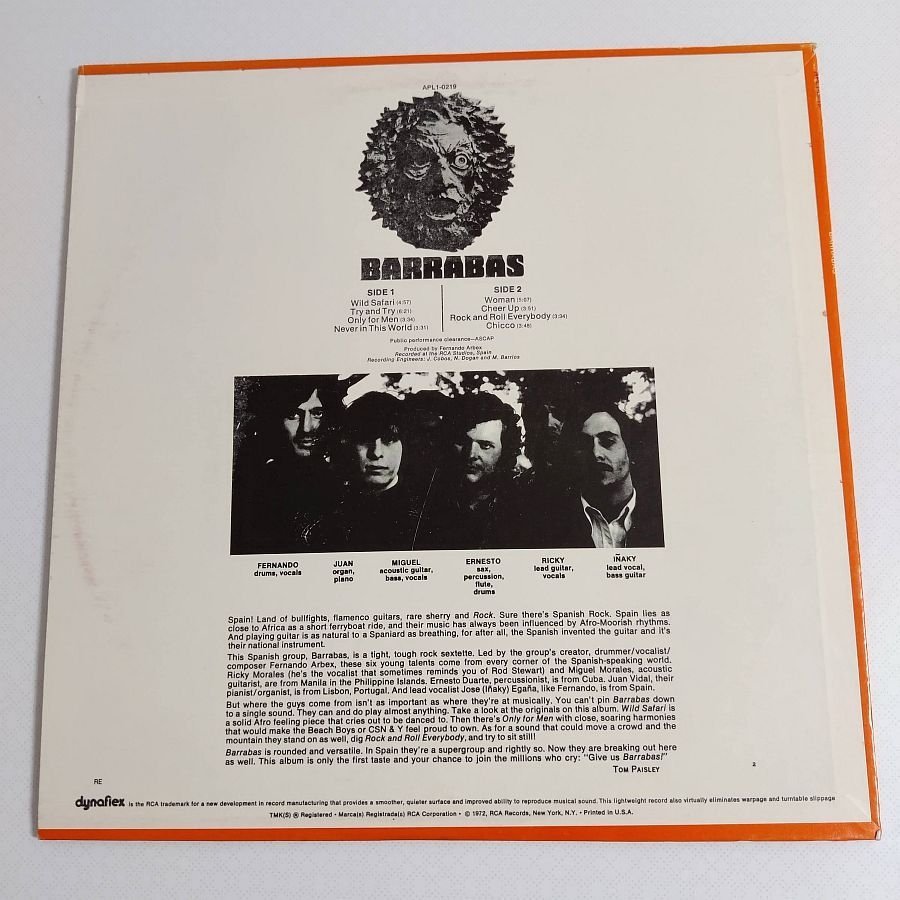 APL1-0219
BARRABAS
SIDE 1
Wild Safari (4:57)
Try and Try (6:21)
Only for Men (3:34)
Never in This World (3:31)
SIDE 2
Woman (5:07)
Cheer Up (3:51)
Rock and Roll Everybody (3:34)
Chicco (3:48)
Public performance clearance—ASCAP
Produced by Fernando Arbex
Recorded at the RCA Studios, Spain
Recording Engineers: J. Cobos, N. Dogan and M. Barrios
FERNANDO
drums, vocals
JUAN
organ,
piano
MIGUEL
acoustic guitar,
bass, vocals
ERNESTO
sax,
percussion,
flute,
drums
RICKY
lead guitar,
vocals
IÑAKY
lead vocal,
bass guitar
Spain! Land of bullfights, flamenco guitars, rare sherry and Rock. Sure there's Spanish Rock. Spain lies as
close to Africa as a short ferryboat ride, and their music has always been influenced by Afro-Moorish rhythms.
And playing guitar is as natural to a Spaniard as breathing, for after all, the Spanish invented the guitar and it's
their national instrument.
This Spanish group, Barrabas, is a tight, tough rock sextette. Led by the group's creator, drummer/vocalist/
composer Fernando Arbex, these six young talents come from every corner of the Spanish-speaking world.
Ricky Morales (he's the vocalist that sometimes reminds you of Rod Stewart) and Miguel Morales, acoustic
guitarist, are from Manila in the Philippine Islands. Ernesto Duarte, percussionist, is from Cuba. Juan Vidal, their
pianist/organist, is from Lisbon, Portugal. And lead vocalist Jose (Iñaky) Egaña, like Fernando, is from Spain.
But where the guys come from isn't as important as where they're at musically. You can't pin Barrabas down
to a single sound. They can and do play almost anything. Take a look at the originals on this album. Wild Safari is
a solid Afro feeling piece that cries out to be danced to. Then there's Only for Men with close, soaring harmonies
that would make the Beach Boys or CSN & Y feel proud to own. As for a sound that could move a crowd and the
mountain they stand on as well, dig Rock and Roll Everybody, and try to sit still!
Barrabas is rounded and versatile. In Spain they're a supergroup and rightly so. Now they are breaking out here
as well. This album is only the first taste and your chance to join the millions who cry: "Give us Barrabas!"
TOM PAISLEY
2
RE
dynaflex is the RCA trademark for a new development in record manufacturing that provides a smoother, quieter surface and improved ability to reproduce musical sound. This lightweight record also virtually eliminates warpage and turntable slippage
TMK(S) ® Registered • Marca(s) Registrada(s) RCA Corporation • © 1972, RCA Records, New York, N.Y. • Printed in U.S.A.